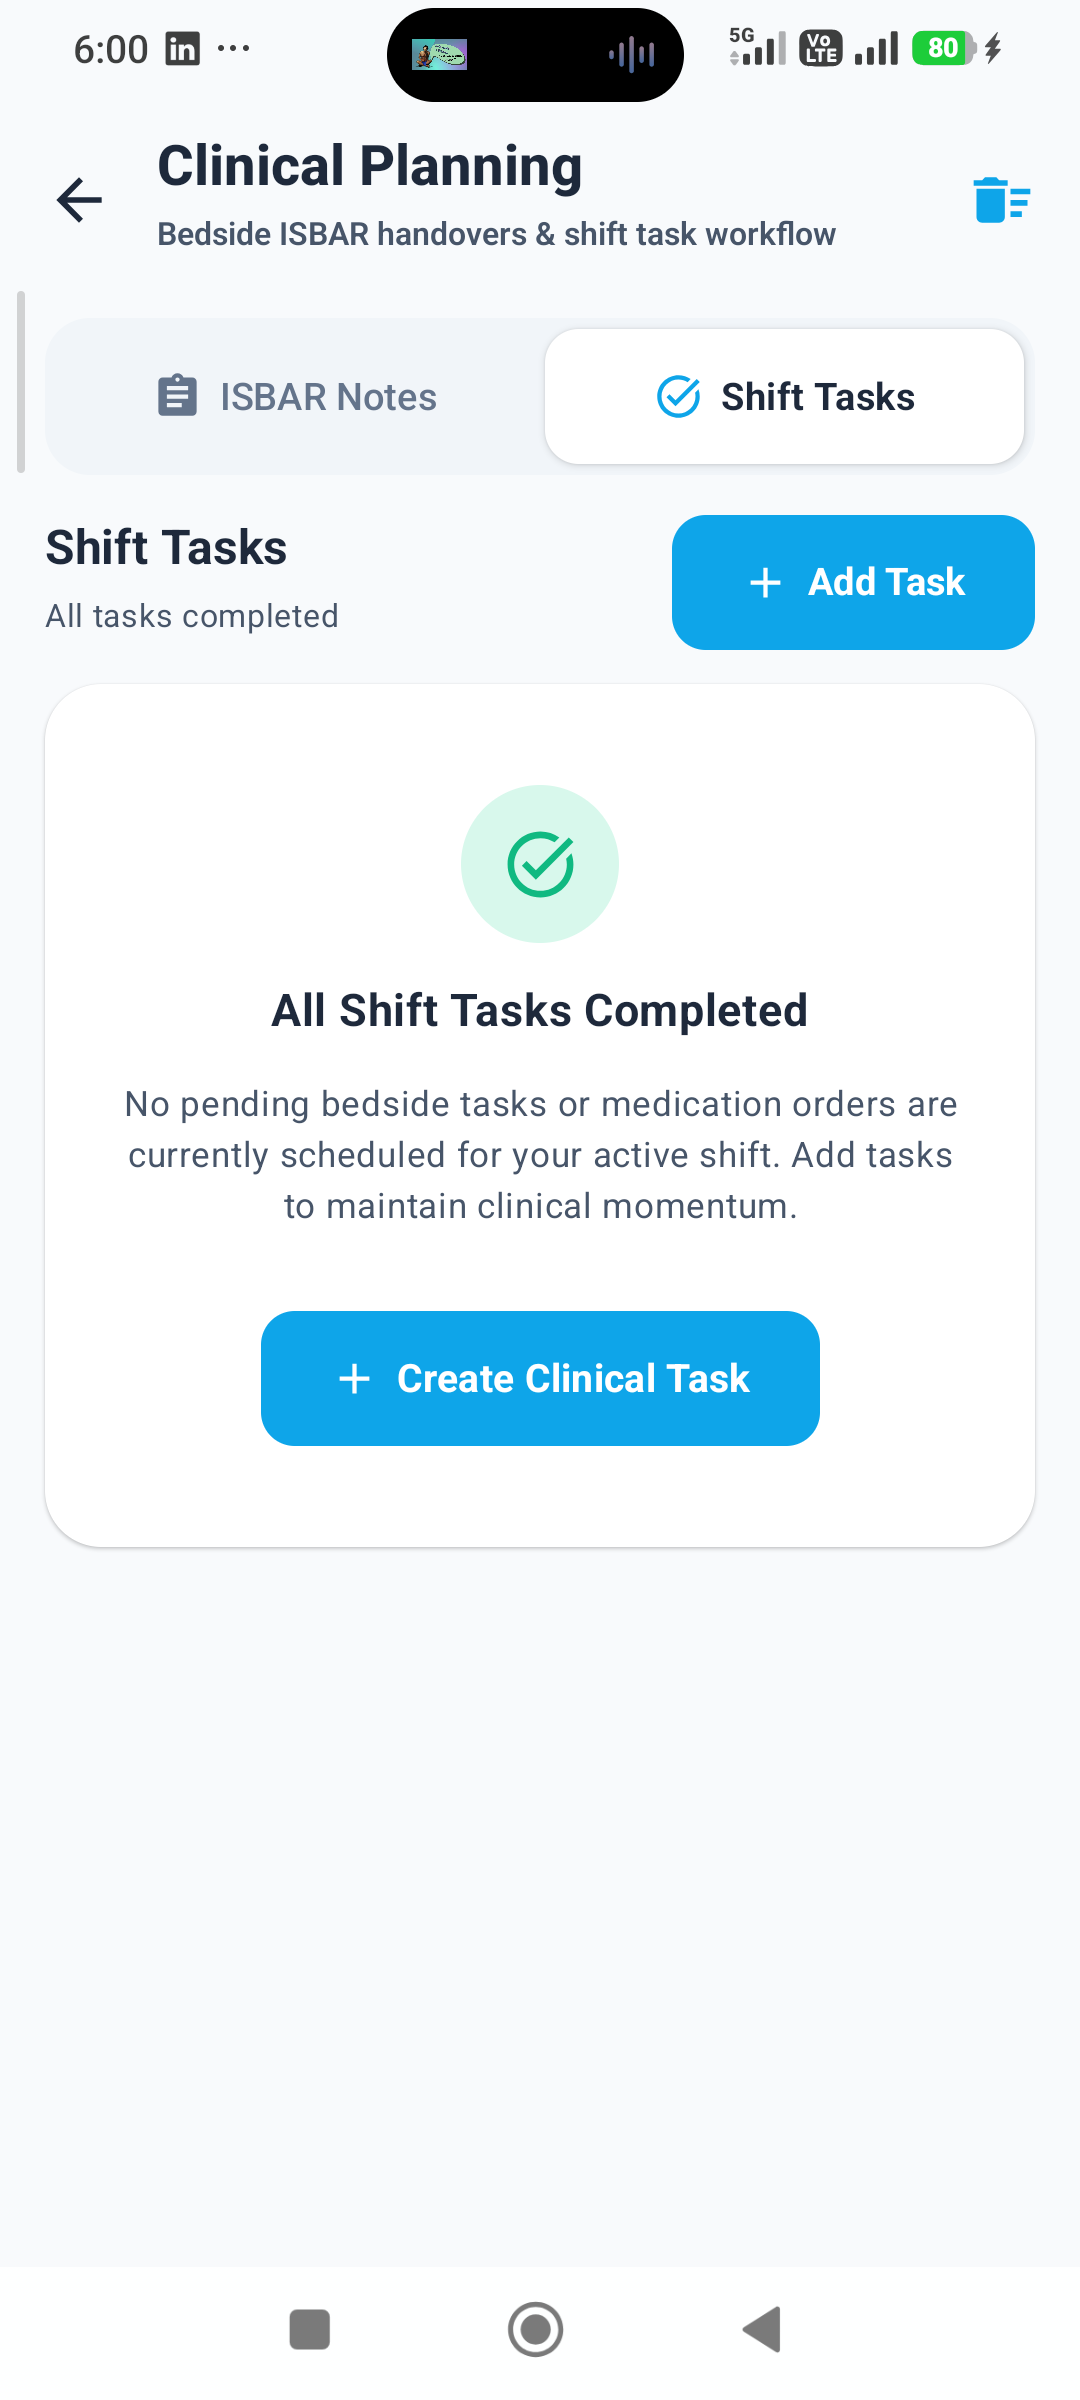 6:00
5G
Vo
LTE
80
Clinical Planning
Bedside ISBAR handovers & shift task workflow
ISBAR Notes
Shift Tasks
Shift Tasks
All tasks completed
+ Add Task
All Shift Tasks Completed
No pending bedside tasks or medication orders are
currently scheduled for your active shift. Add tasks
to maintain clinical momentum.
+ Create Clinical Task